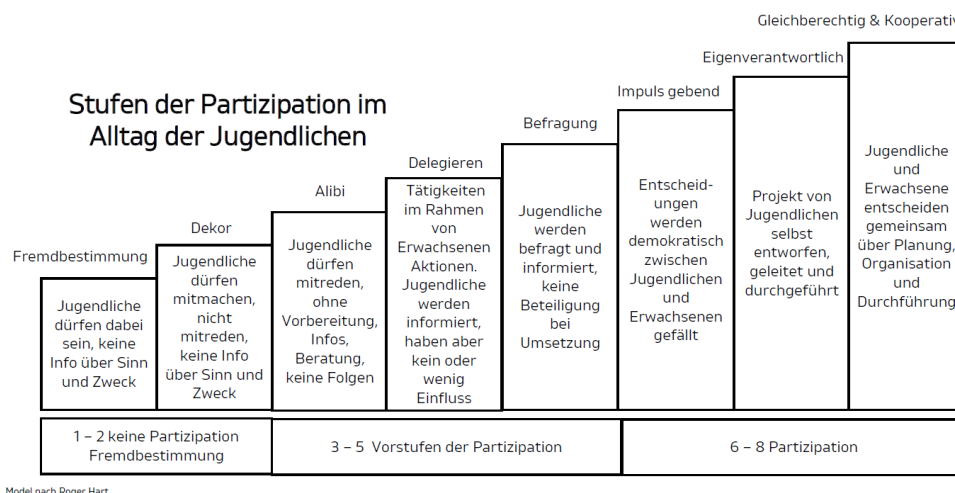 Stufen der Partizipation im
Alltag der Jugendlichen
Fremdbestimmung
Jugendliche
dürfen dabei
sein, keine
Info über Sinn
und Zweck
Dekor
Jugendliche
dürfen
mitmachen,
nicht
mitreden,
keine Info
über Sinn und
Zweck
Alibi
Jugendliche
dürfen
mitreden,
ohne
Vorbereitung,
Infos,
Beratung,
keine Folgen
Delegieren
Tätigkeiten
im Rahmen
von
Erwachsenen
Aktionen.
Jugendliche
werden
informiert,
haben aber
kein oder
wenig
Einfluss
Befragung
Jugendliche
werden
befragt und
informiert,
keine
Beteiligung
bei
Umsetzung
Impuls gebend
Entscheid-
ungen
werden
demokratisch
zwischen
Jugendlichen
und
Erwachsenen
gefällt
Eigenverantwortlich
Projekt von
Jugendlichen
selbst
entworfen,
geleitet und
durchgeführt
Gleichberechtig & Kooperativ
Jugendliche
und
Erwachsene
entscheiden
gemeinsam
über Planung,
Organisation
und
Durchführung
1 – 2 keine Partizipation
Fremdbestimmung
3 – 5 Vorstufen der Partizipation
6 – 8 Partizipation
Model nach Roger Hart